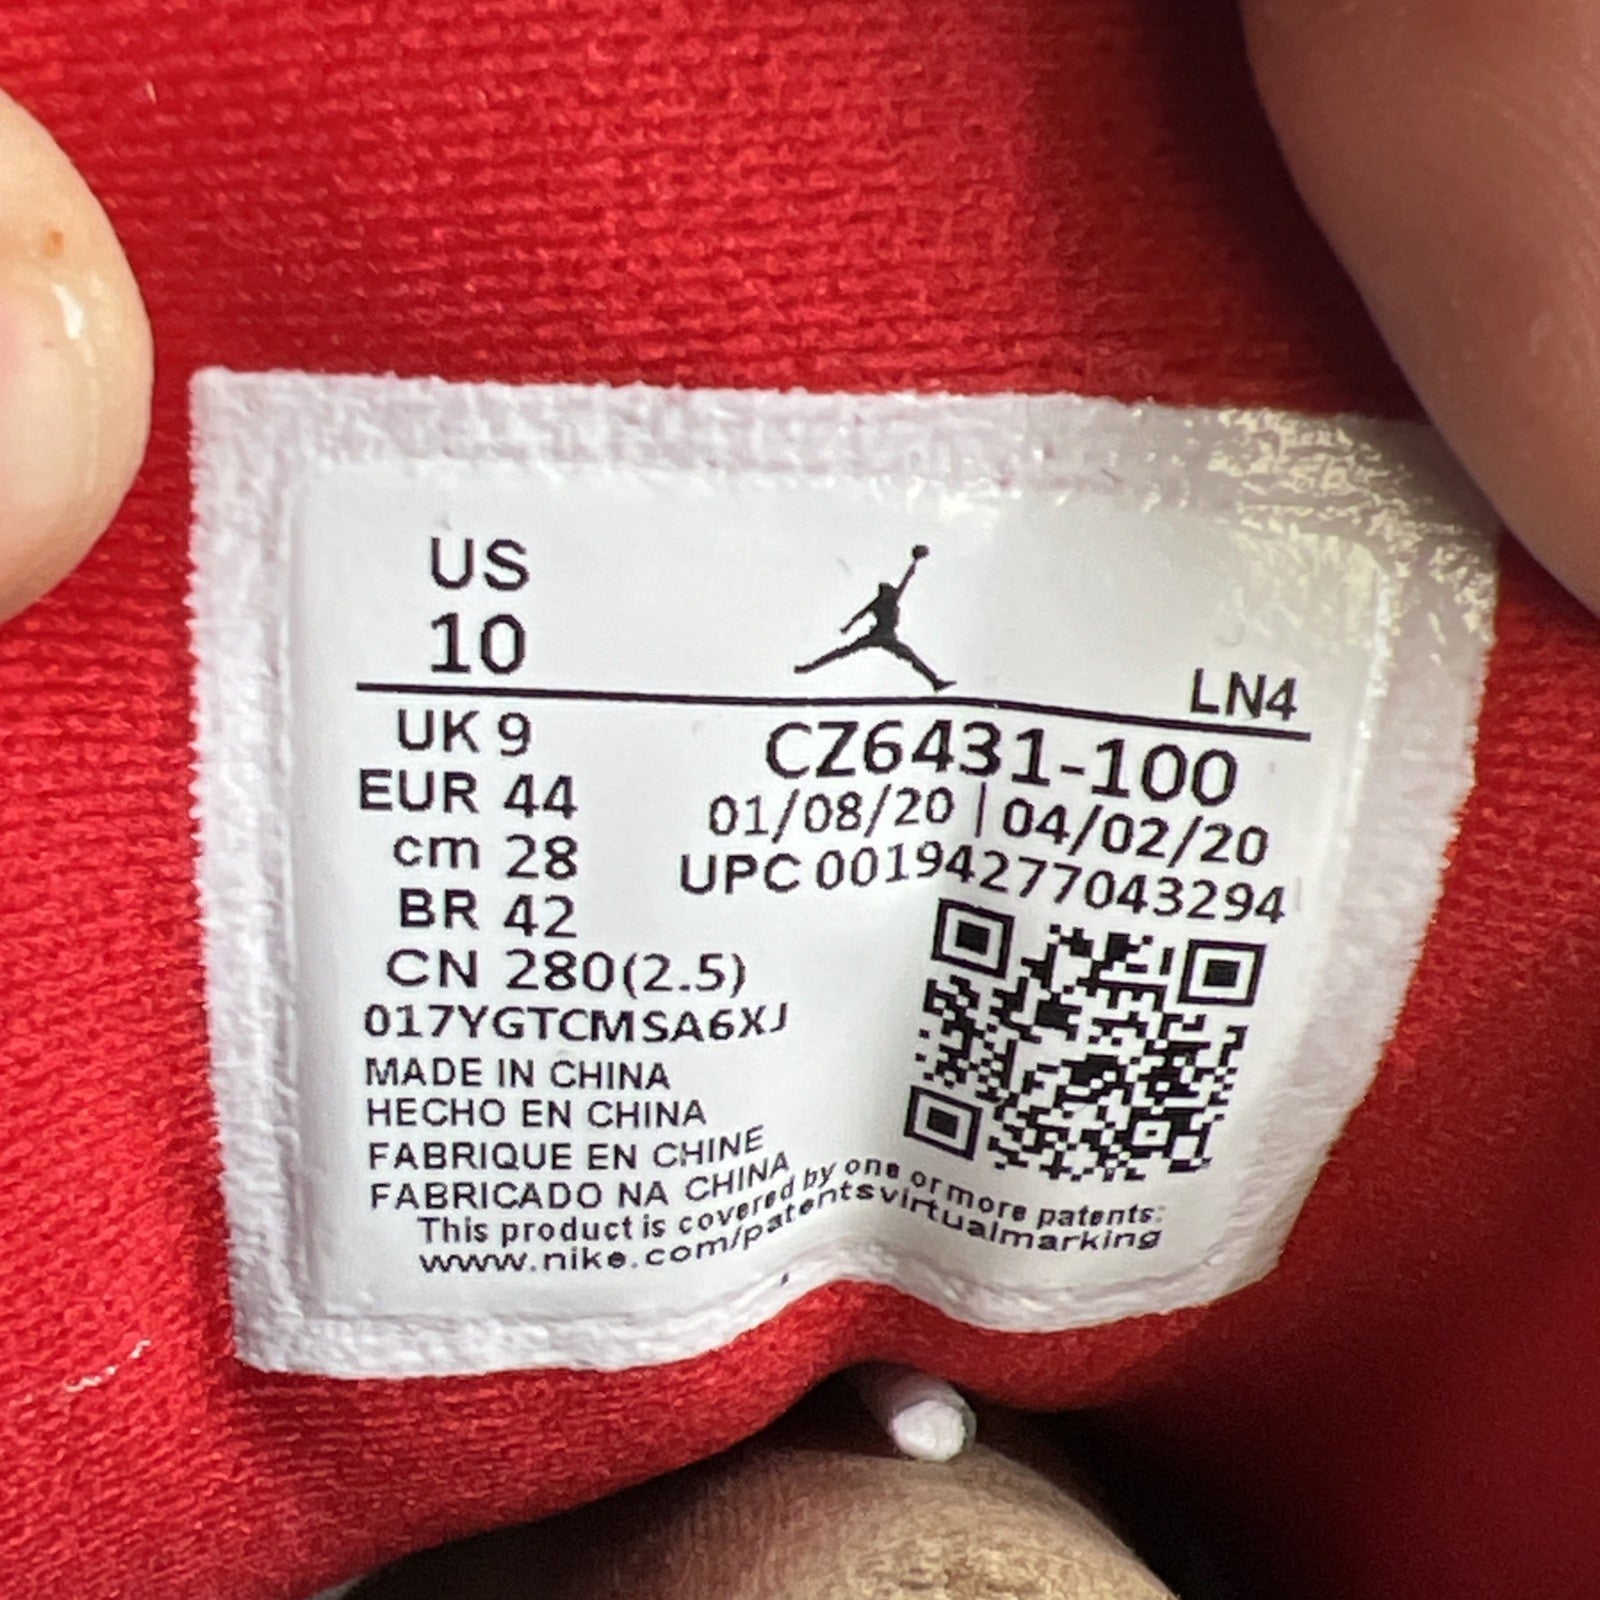 US
10
LN4
UK 9
EUR 44
cm 28
BR 42
CN 280(2.5)
CZ6431-100
01/08/20 | 04/02/20
UPC 00194277043294
017YGTCMSA6XJ
MADE IN CHINA
HECHO EN CHINA
FABRIQUE EN CHINE
FABRICADO NA CHINA
This product is covered by one or more patents:
www.nike.com/patentsvirtualmarking